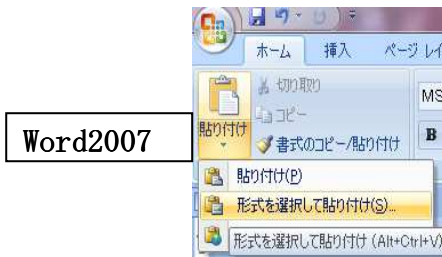 ホーム 挿入 ページ レイ
切り取り
コピー
貼り付け
書式のコピー/貼り付け
MS
B
Word2007
貼り付け(P)
形式を選択して貼り付け(S)...
形式を選択して貼り付け (Alt+Ctrl+V)